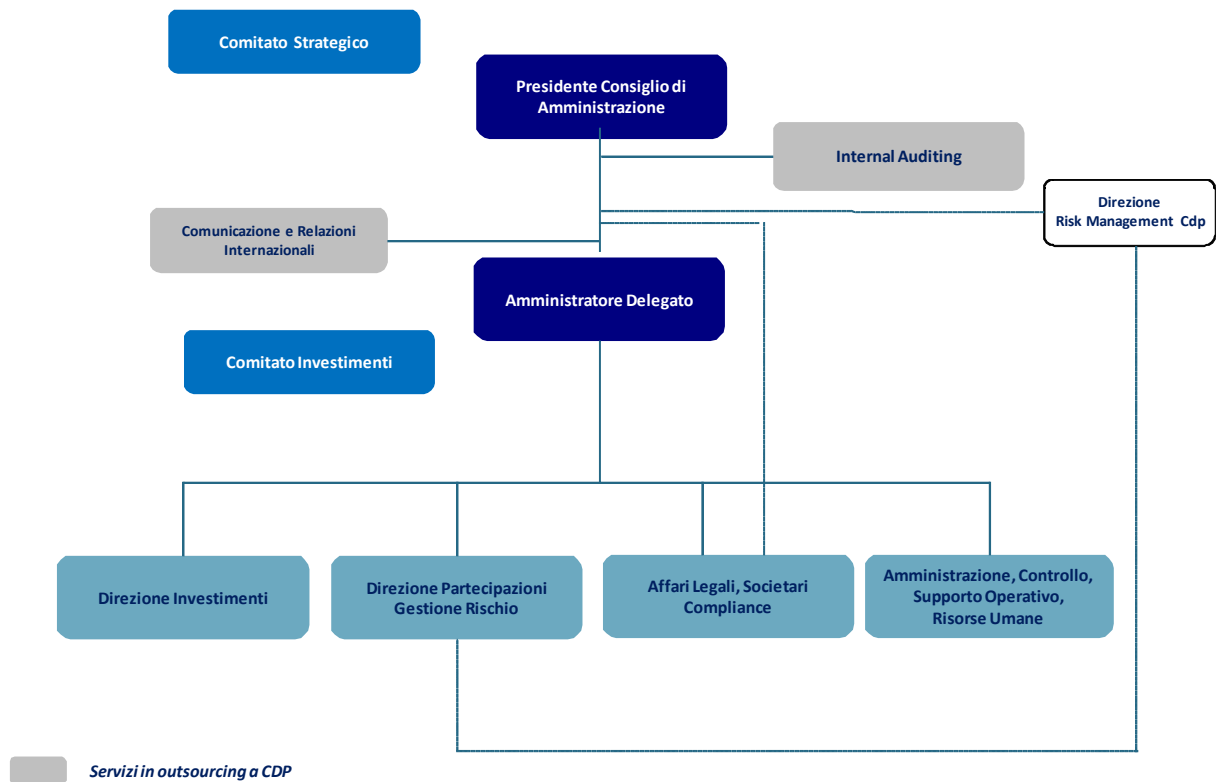 Comitato Strategico
Presidente Consiglio di
Amministrazione
Internal Auditing
Direzione
Risk Management Cdp
Comunicazione e Relazioni
Internazionali
Amministratore Delegato
Comitato Investimenti
Direzione Investimenti
Direzione Partecipazioni
Gestione Rischio
Affari Legali, Societari
Compliance
Amministrazione, Controllo,
Supporto Operativo,
Risorse Umane
Servizi in outsourcing a CDP